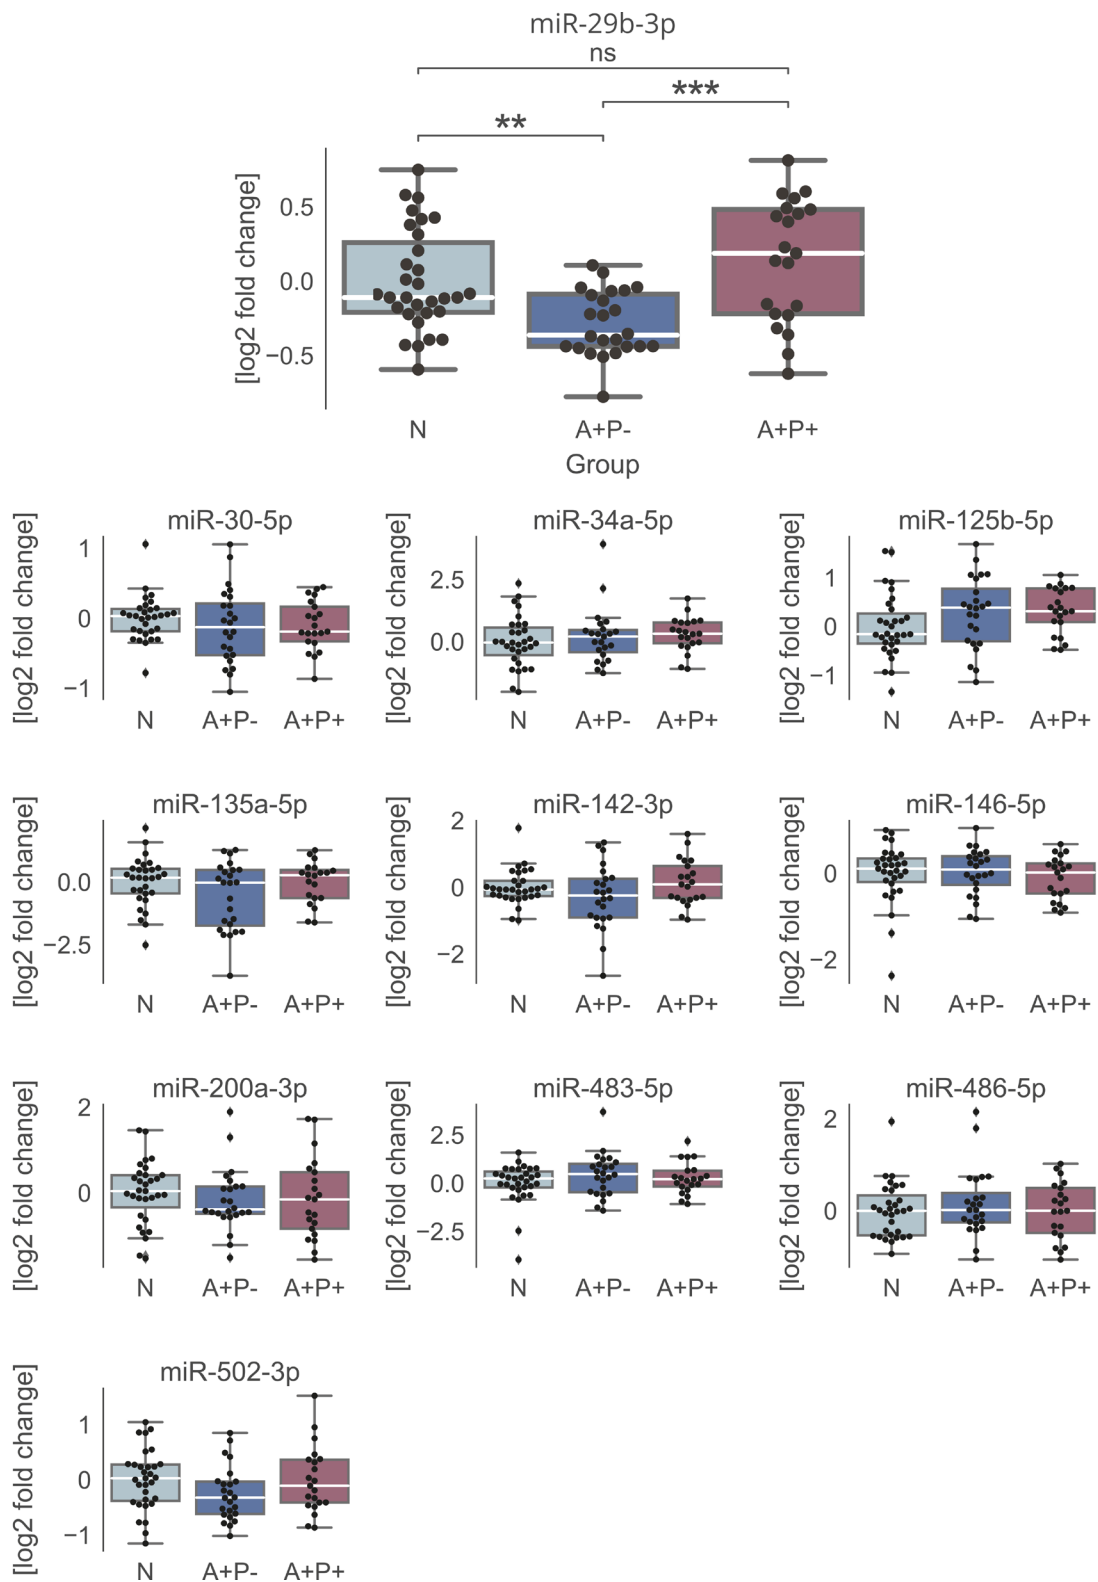 miR-29b-3p
ns
***
**
[log2 fold change]
0.5
0.0
−0.5
N A+P- A+P+
Group
miR-30-5p
[log2 fold change]
1
0
−1
N A+P- A+P+
miR-34a-5p
[log2 fold change]
2.5
0.0
N A+P- A+P+
miR-125b-5p
[log2 fold change]
1
0
−1
N A+P- A+P+
miR-135a-5p
[log2 fold change]
0.0
−2.5
N A+P- A+P+
miR-142-3p
[log2 fold change]
2
0
−2
N A+P- A+P+
miR-146-5p
[log2 fold change]
0
−2
N A+P- A+P+
miR-200a-3p
[log2 fold change]
2
0
N A+P- A+P+
miR-483-5p
[log2 fold change]
2.5
0.0
−2.5
N A+P- A+P+
miR-486-5p
[log2 fold change]
2
0
N A+P- A+P+
miR-502-3p
[log2 fold change]
1
0
−1
N A+P- A+P+